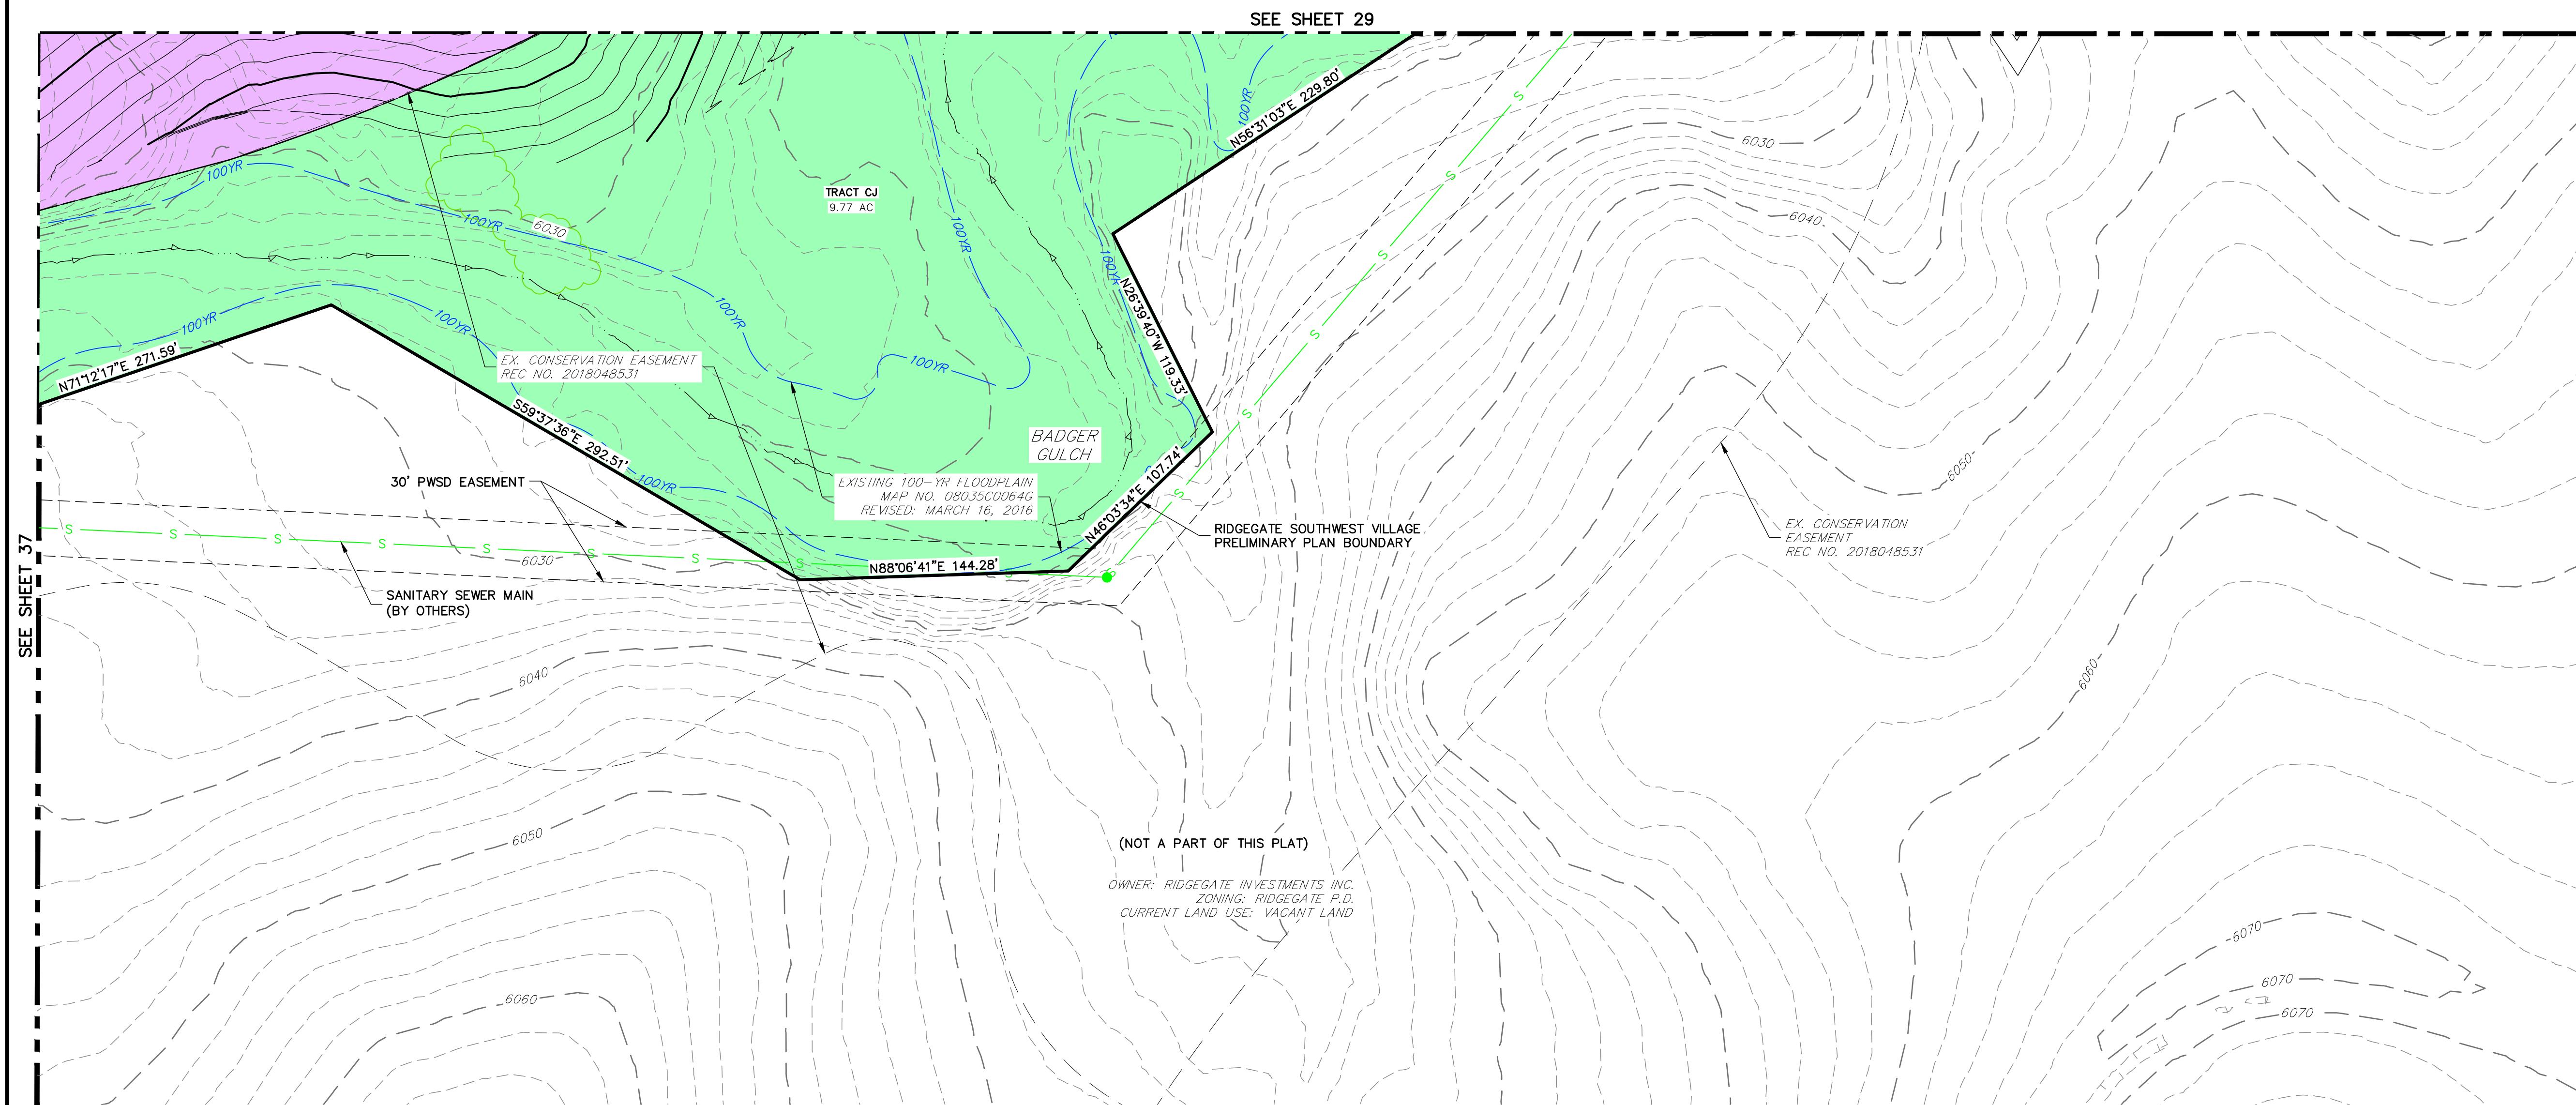 SEE SHEET 29
N56°31'03"E 229.80'
100YR
100YR
6030
TRACT CJ
9.77 AC
6040
100YR
6030
100YR
100YR
N26°39'40"W 119.33'
100YR
100YR
100YR
N71°12'17"E 271.59'
EX. CONSERVATION EASEMENT
REC NO. 2018048531
100YR
S59°37'36"E 292.51'
BADGER
GULCH
6050
30' PWSD EASEMENT
100YR
EXISTING 100-YR FLOODPLAIN
MAP NO. 08035C0064G
REVISED: MARCH 16, 2016
N46°03'34"E 107.74'
RIDGEGATE SOUTHWEST VILLAGE
PRELIMINARY PLAN BOUNDARY
EX. CONSERVATION
EASEMENT
REC NO. 2018048531
S S S S S S S S S
S S S S S S S
6030
N88°06'41"E 144.28'
SEE SHEET 37
SANITARY SEWER MAIN
(BY OTHERS)
6040
6060
6050
(NOT A PART OF THIS PLAT)
OWNER: RIDGEGATE INVESTMENTS INC.
ZONING: RIDGEGATE P.D.
CURRENT LAND USE: VACANT LAND
6070
6070
6060
6070